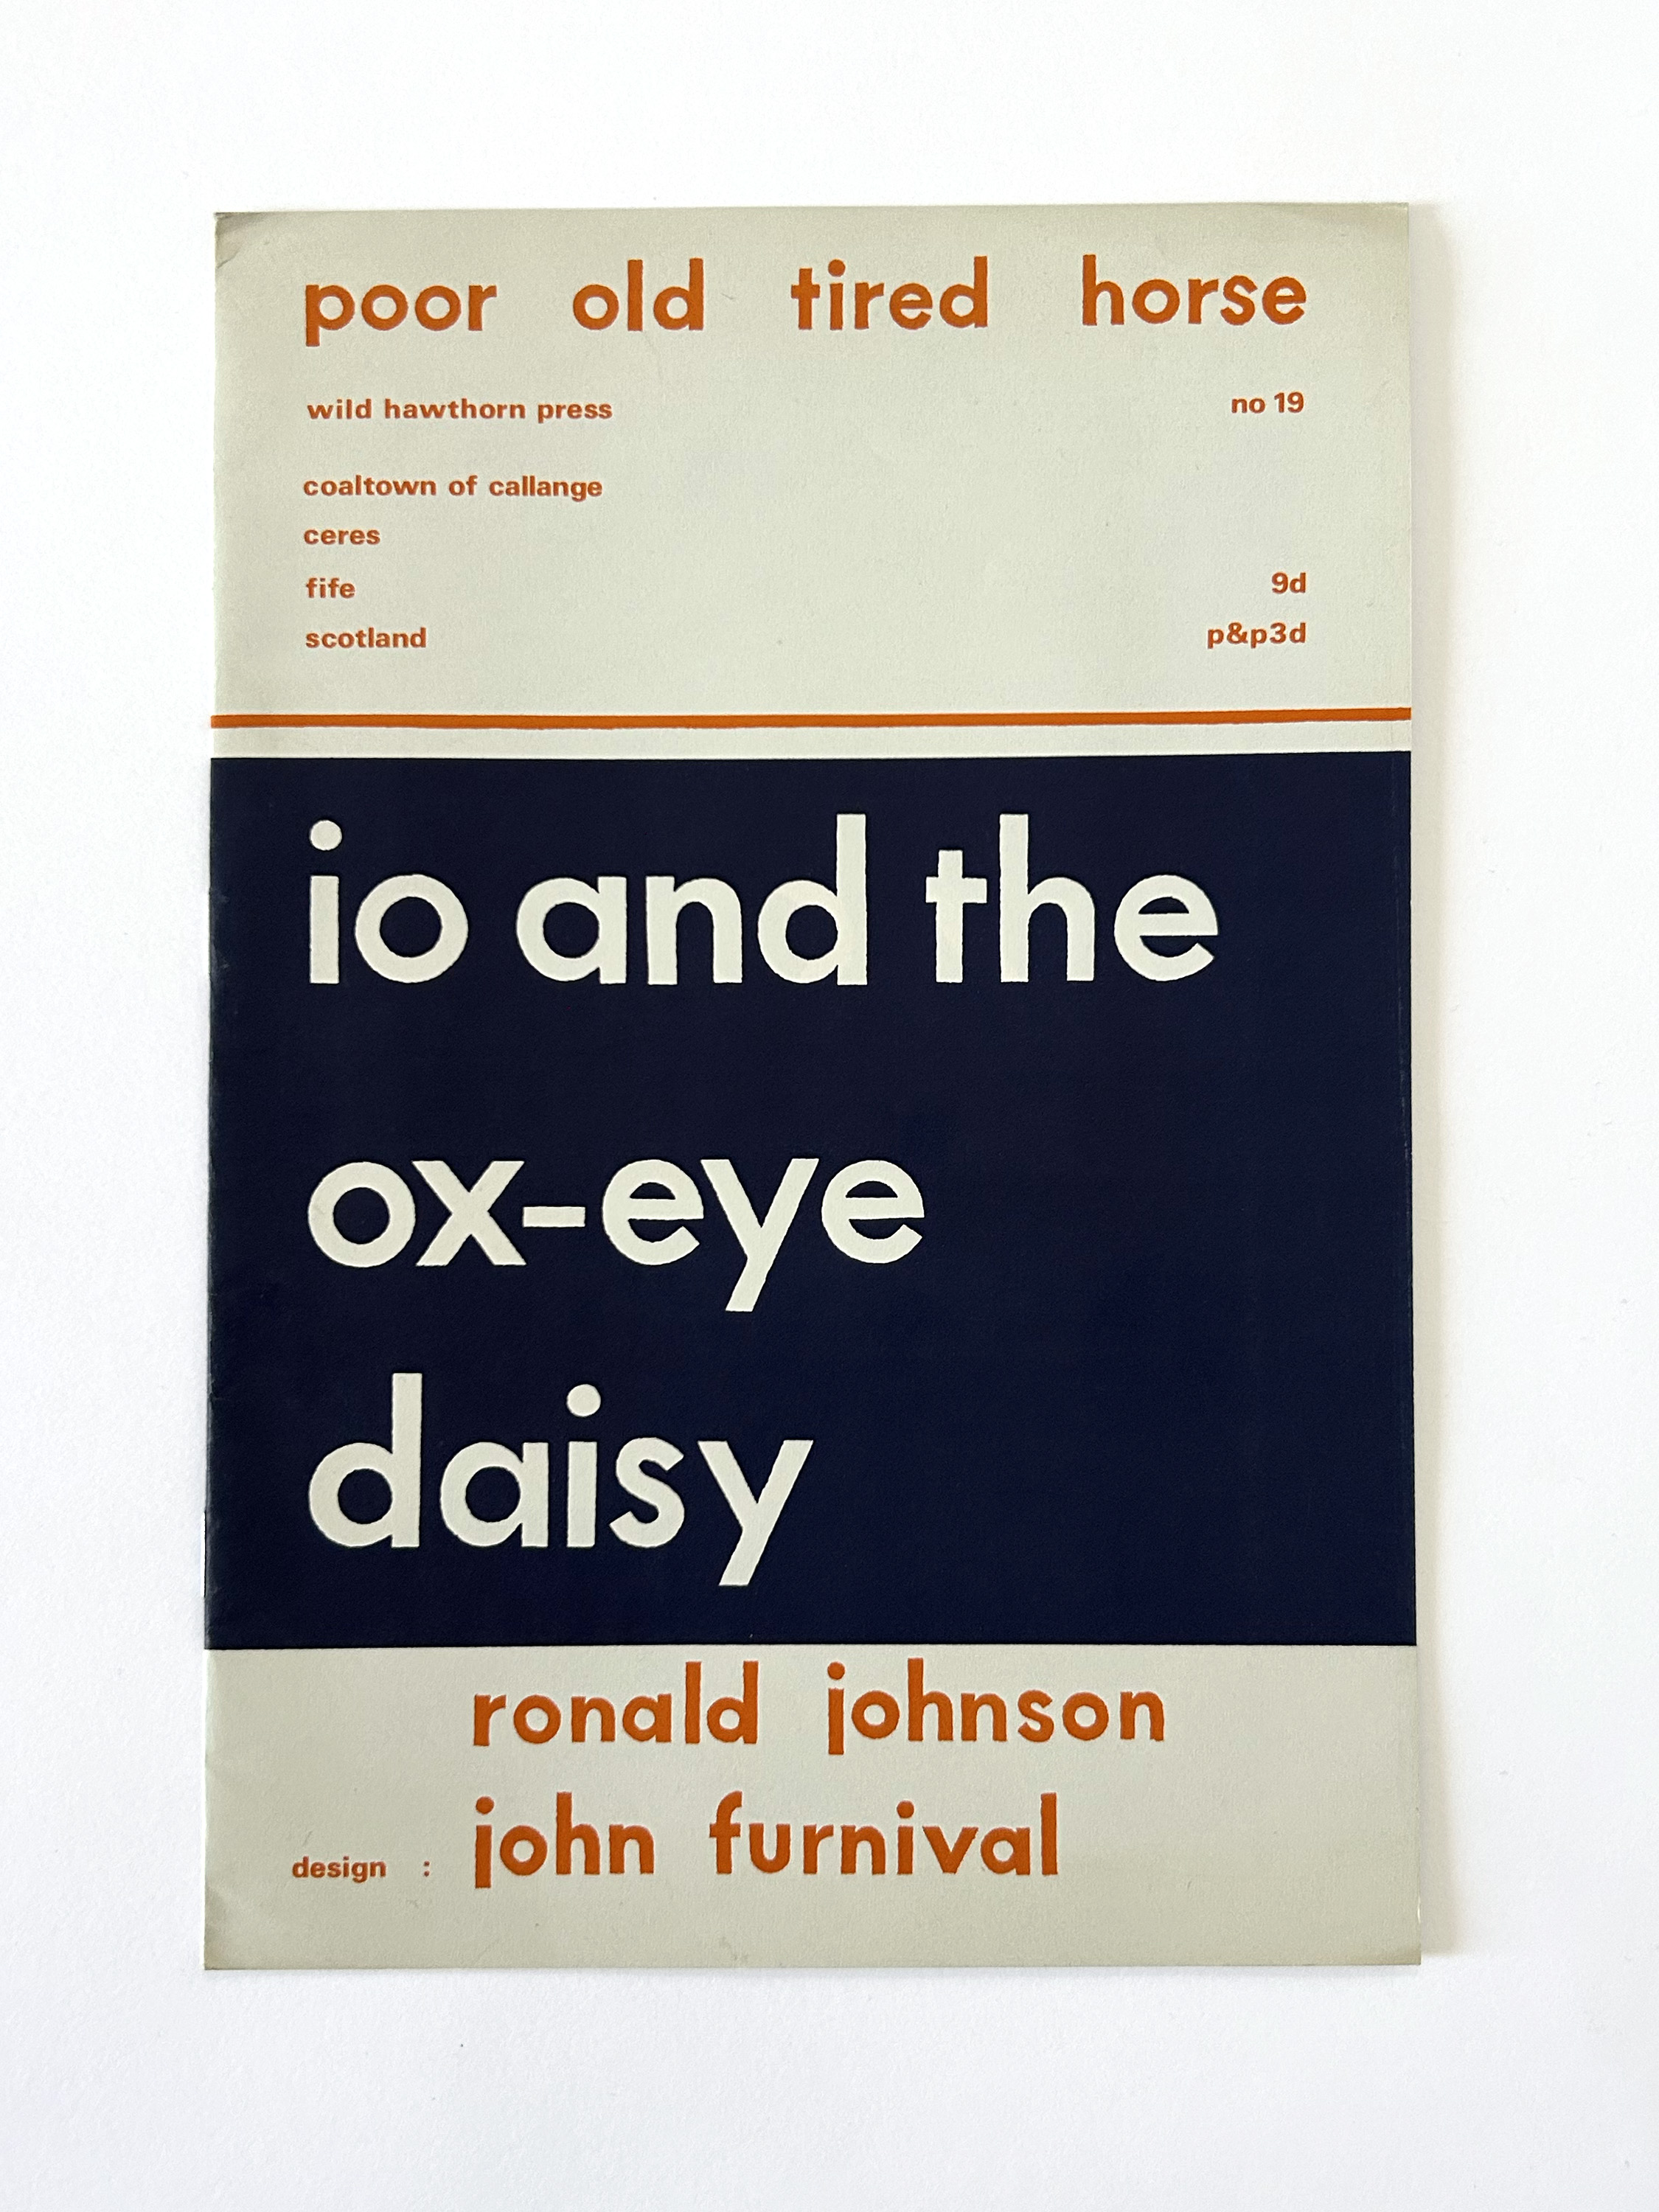 poor old tired horse
wild hawthorn press no 19
coaltown of callange
ceres
fife 9d
scotland p&p3d
io and the
ox-eye
daisy
ronald johnson
design : john furnival